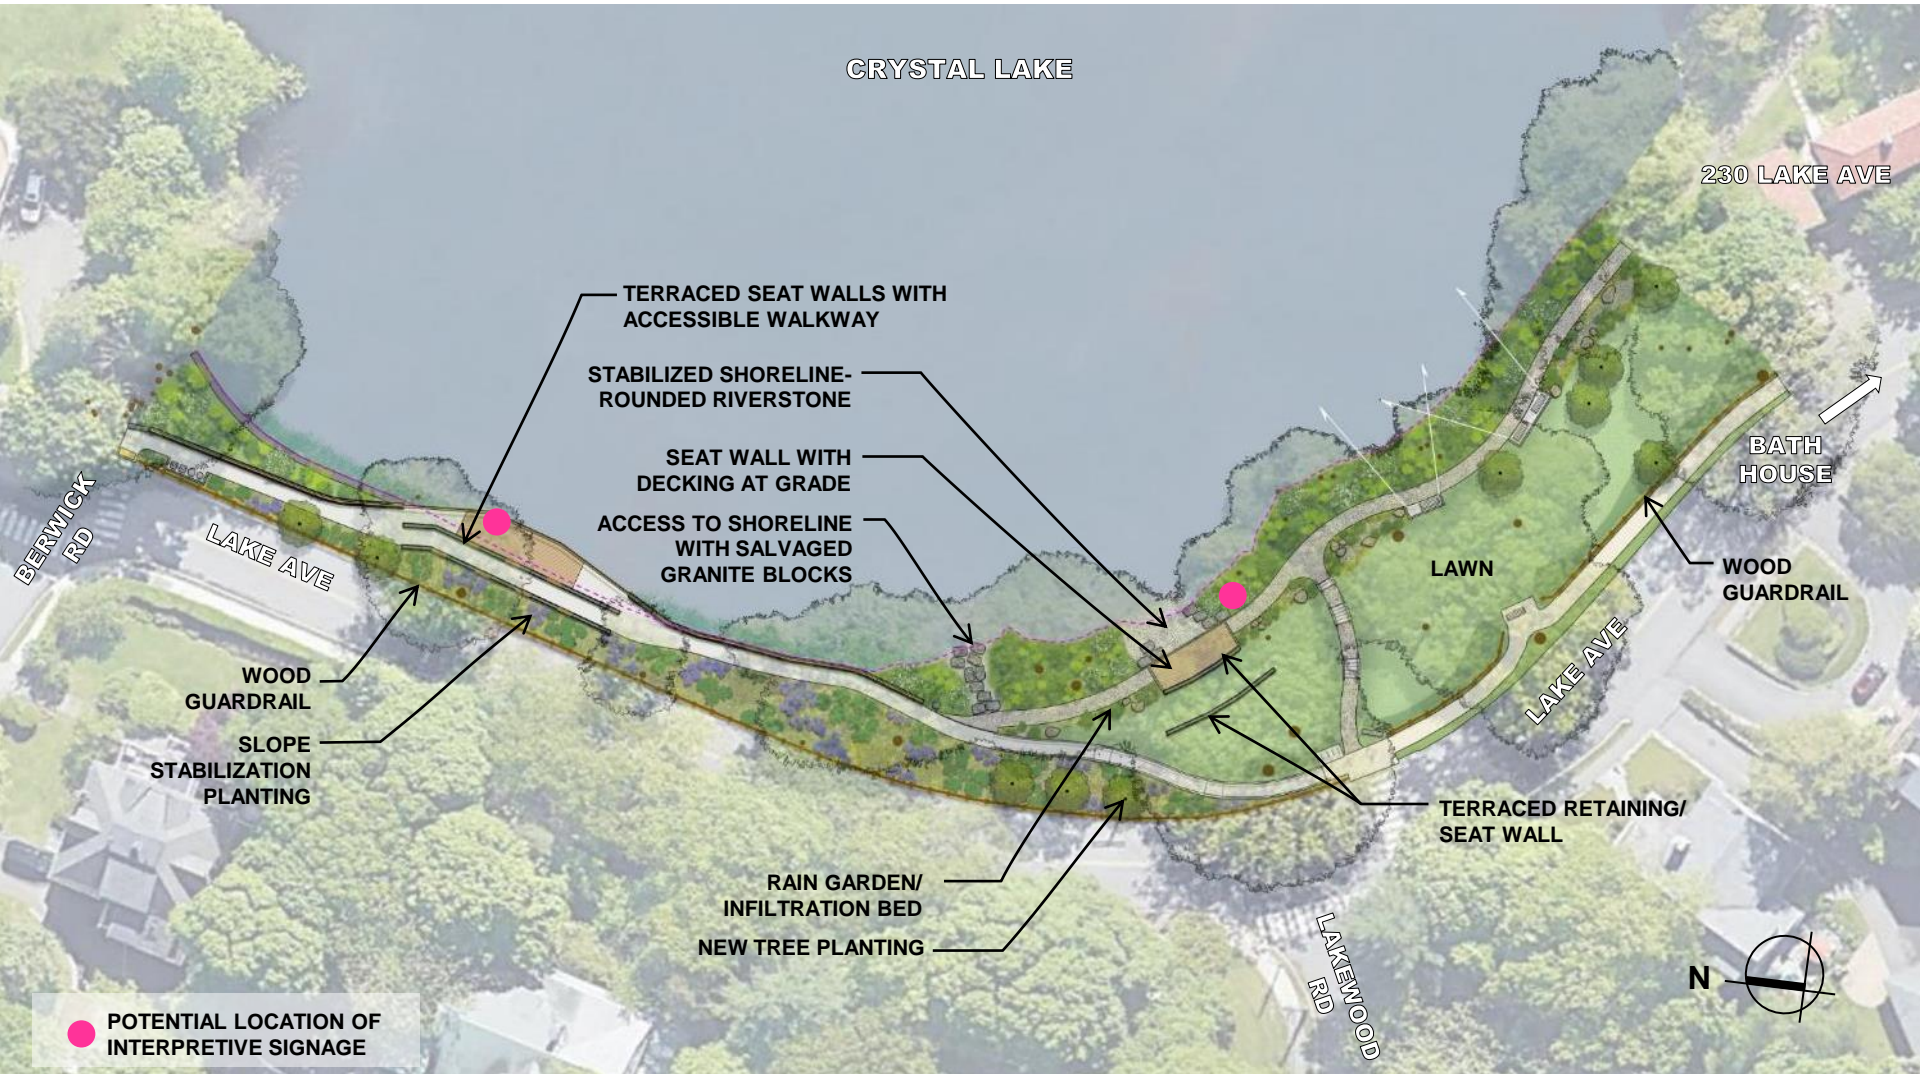 CRYSTAL LAKE
230 LAKE AVE
TERRACED SEAT WALLS WITH
ACCESSIBLE WALKWAY
STABILIZED SHORELINE-
ROUNDED RIVERSTONE
SEAT WALL WITH
DECKING AT GRADE
ACCESS TO SHORELINE
WITH SALVAGED
GRANITE BLOCKS
BATH
HOUSE
BERWICK
RD
LAKE AVE
LAWN
WOOD
GUARDRAIL
LAKE AVE
WOOD
GUARDRAIL
SLOPE
STABILIZATION
PLANTING
TERRACED RETAINING/
SEAT WALL
RAIN GARDEN/
INFILTRATION BED
NEW TREE PLANTING
LAKEWOOD
RD
N
POTENTIAL LOCATION OF
INTERPRETIVE SIGNAGE